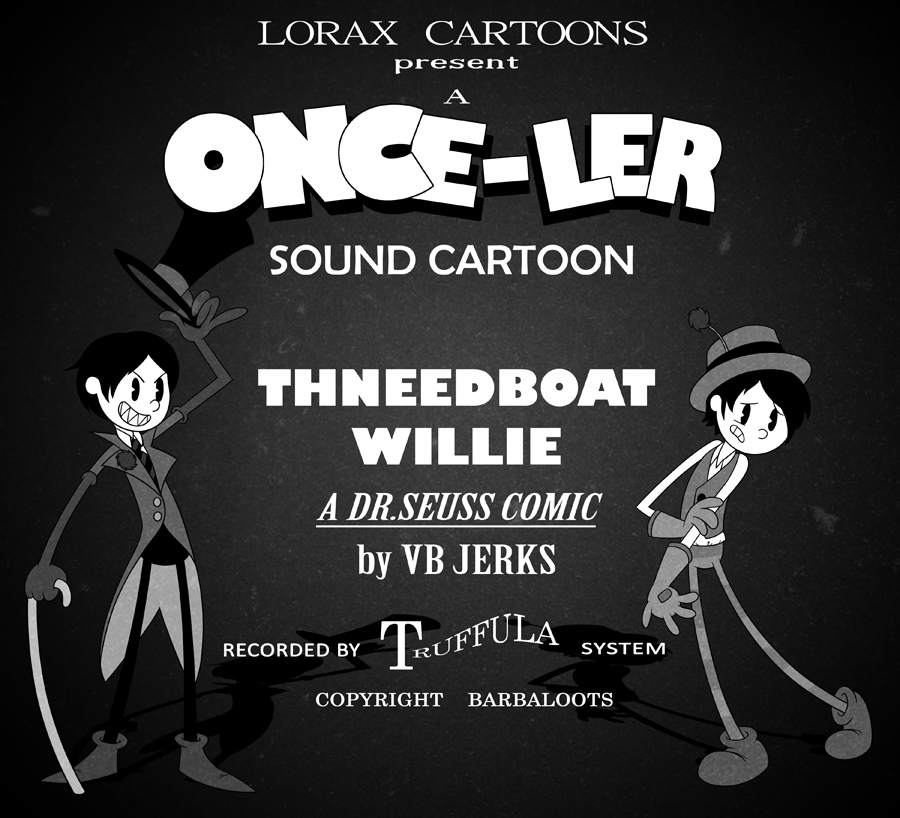 LORAX CARTOONS
present
A
ONCE-LER
SOUND CARTOON
THNEEDBOAT
WILLIE
A DR.SEUSS COMIC
by VB JERKS
RECORDED BY TRUFFULA SYSTEM
COPYRIGHT BARBALOOTS